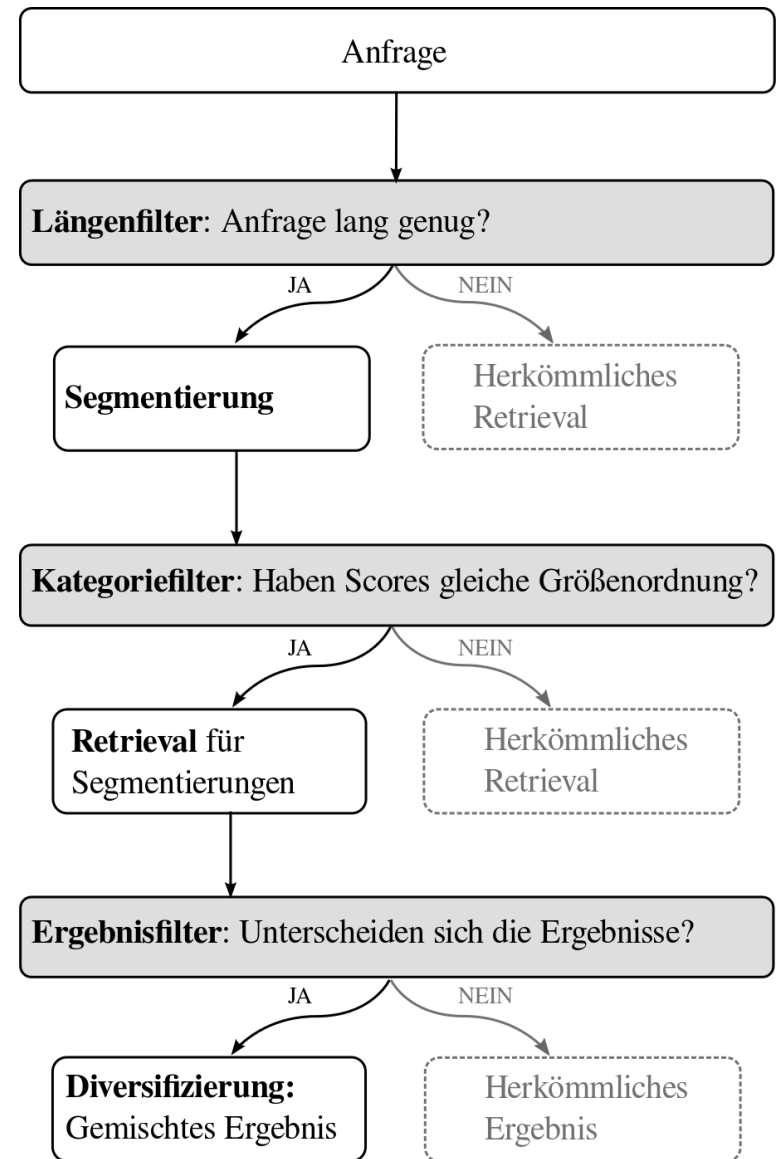 Anfrage
Längenfilter: Anfrage lang genug?
JA
NEIN
Segmentierung
Herkömmliches
Retrieval
Kategoriefilter: Haben Scores gleiche Größenordnung?
JA
NEIN
Retrieval für
Segmentierungen
Herkömmliches
Retrieval
Ergebnisfilter: Unterscheiden sich die Ergebnisse?
JA
NEIN
Diversifizierung:
Gemischtes Ergebnis
Herkömmliches
Ergebnis